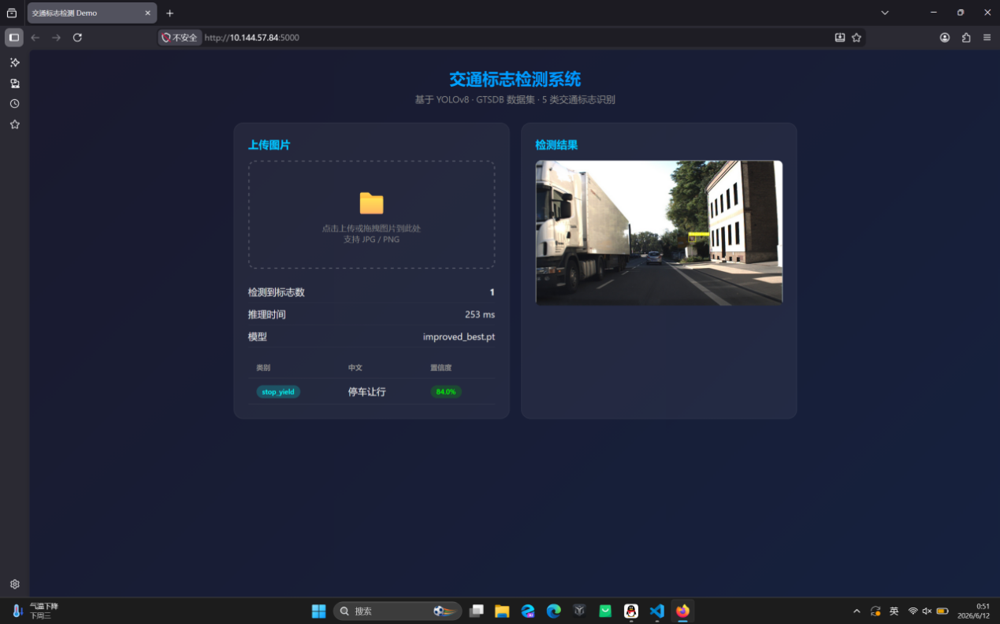 交通标志检测 Demo
不安全
http://10.144.57.84:5000
交通标志检测系统
基于 YOLOv8 · GTSDB 数据集 · 5 类交通标志识别
上传图片
点击上传或拖拽图片到此处
支持 JPG / PNG
检测到标志数 1
推理时间 253 ms
模型 improved_best.pt
类别 中文 置信度
stop_yield 停车让行 84.0%
检测结果
气温下降
下周三
搜索
英
0:51
2026/6/12